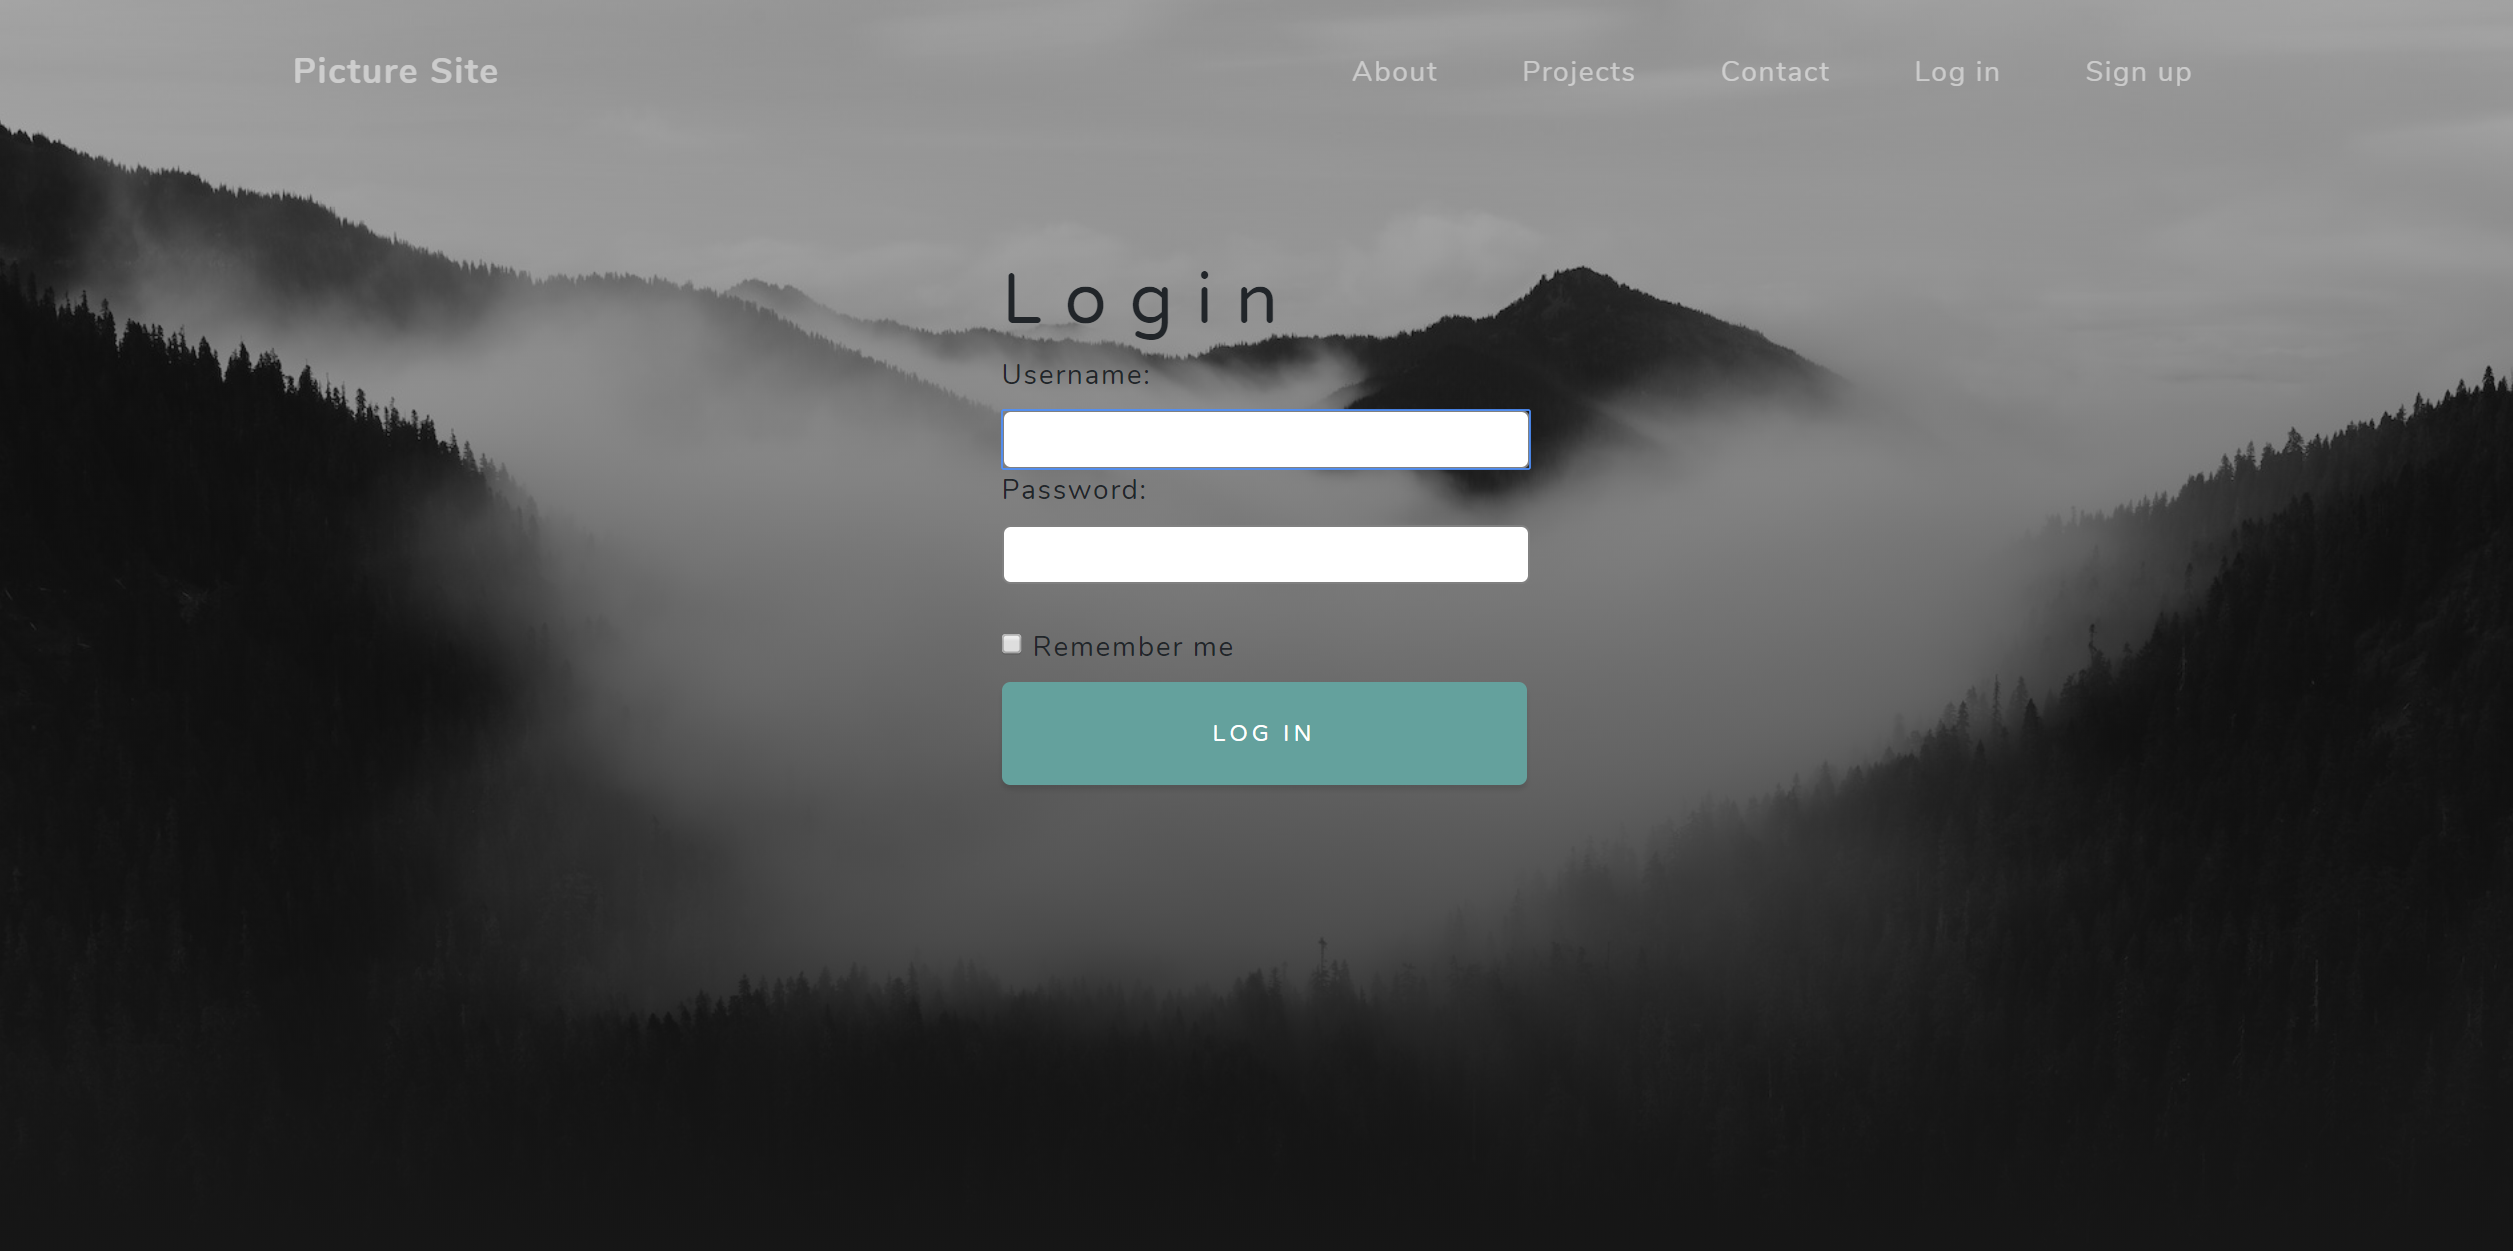 Picture Site
About Projects Contact Log in Sign up
Login
Username:
Password:
Remember me
LOG IN